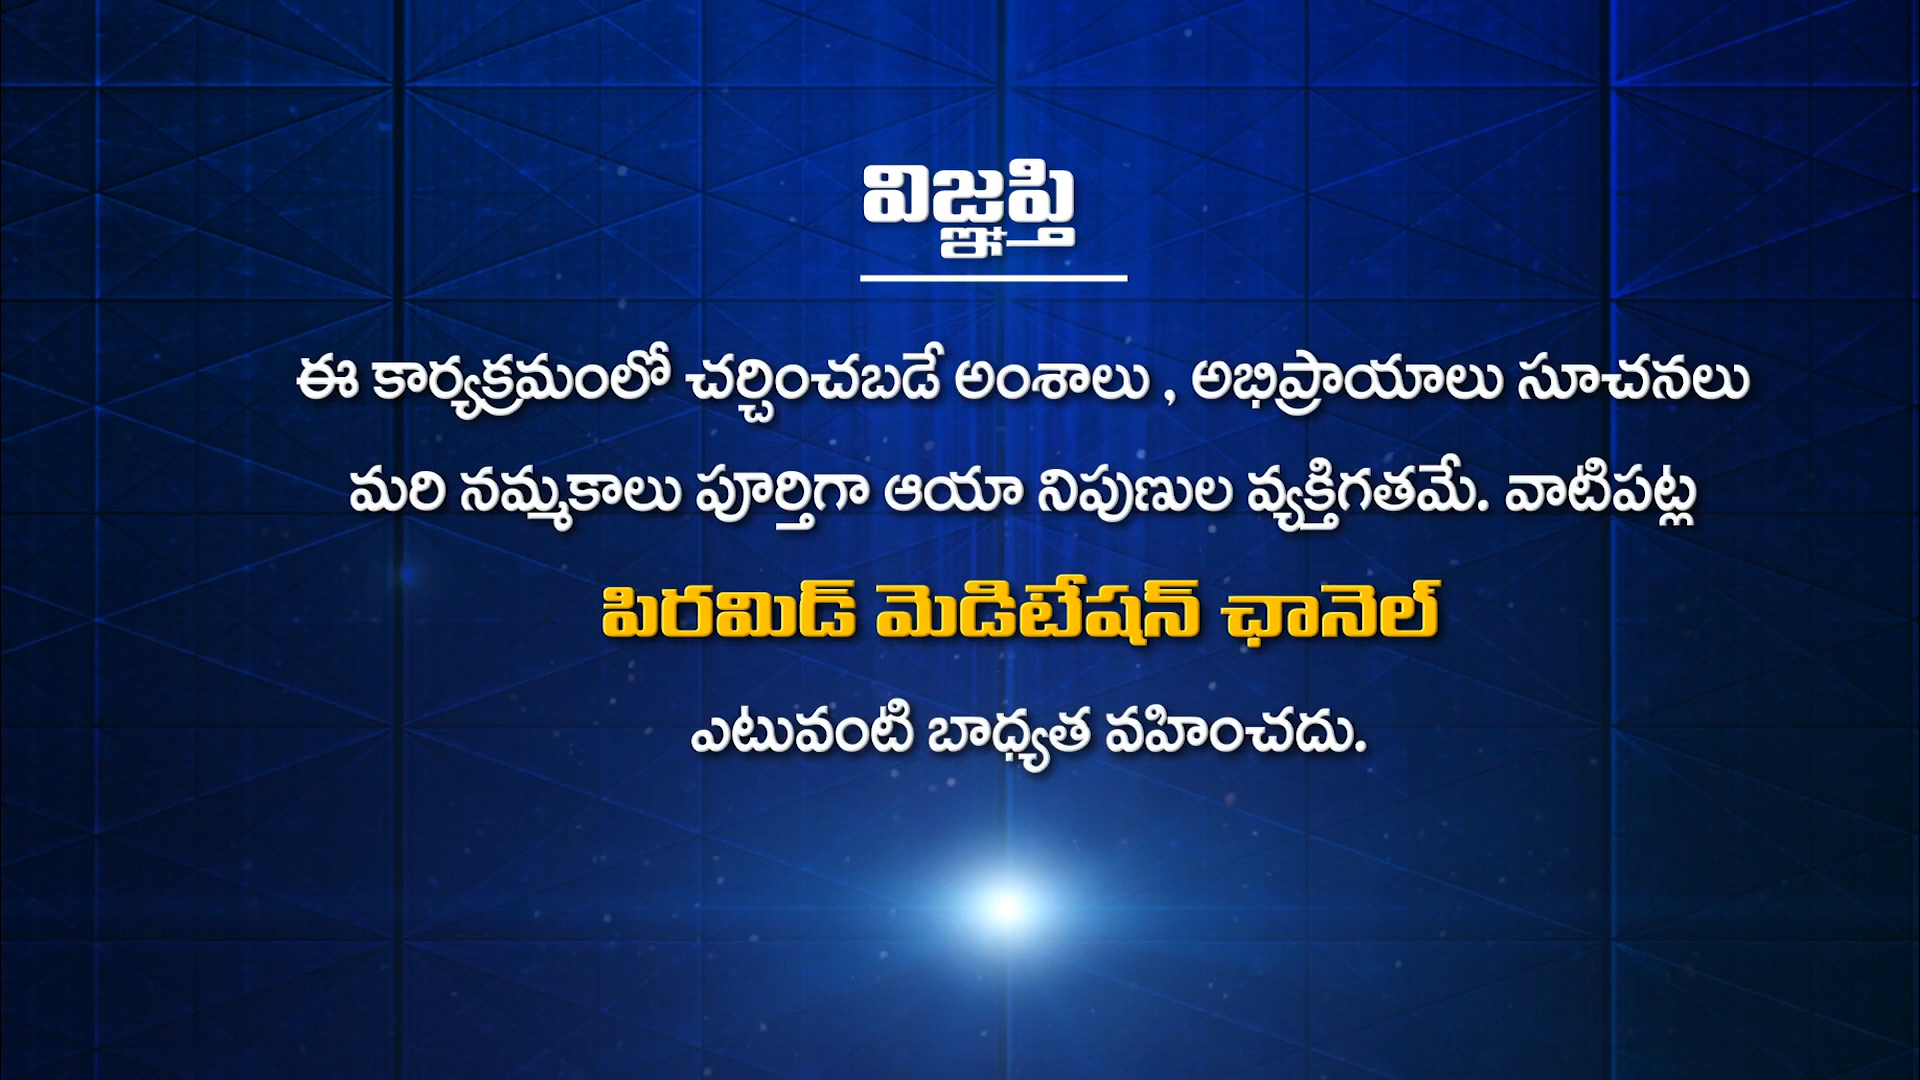 విజ్ఞప్తి
ఈ కార్యక్రమంలో చర్చించబడే అంశాలు , అభిప్రాయాలు సూచనలు
మరి నమ్మకాలు పూర్తిగా ఆయా నిపుణుల వ్యక్తిగతమే. వాటిపట్ల
పిరమిడ్ మెడిటేషన్ ఛానెల్
ఎటువంటి బాధ్యత వహించదు.